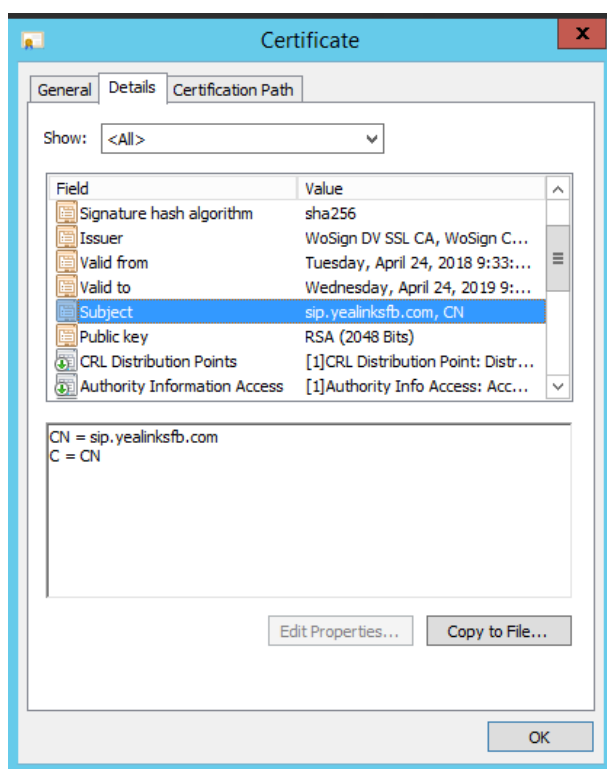 Certificate
x
General Details Certification Path
Show: <All>
Field Value
Signature hash algorithm sha256
Issuer WoSign DV SSL CA, WoSign C...
Valid from Tuesday, April 24, 2018 9:33:...
Valid to Wednesday, April 24, 2019 9:...
Subject sip.yealinksfb.com, CN
Public key RSA (2048 Bits)
CRL Distribution Points [1]CRL Distribution Point: Distr...
Authority Information Access [1]Authority Info Access: Acc...
CN = sip.yealinksfb.com
C = CN
Edit Properties... Copy to File...
OK